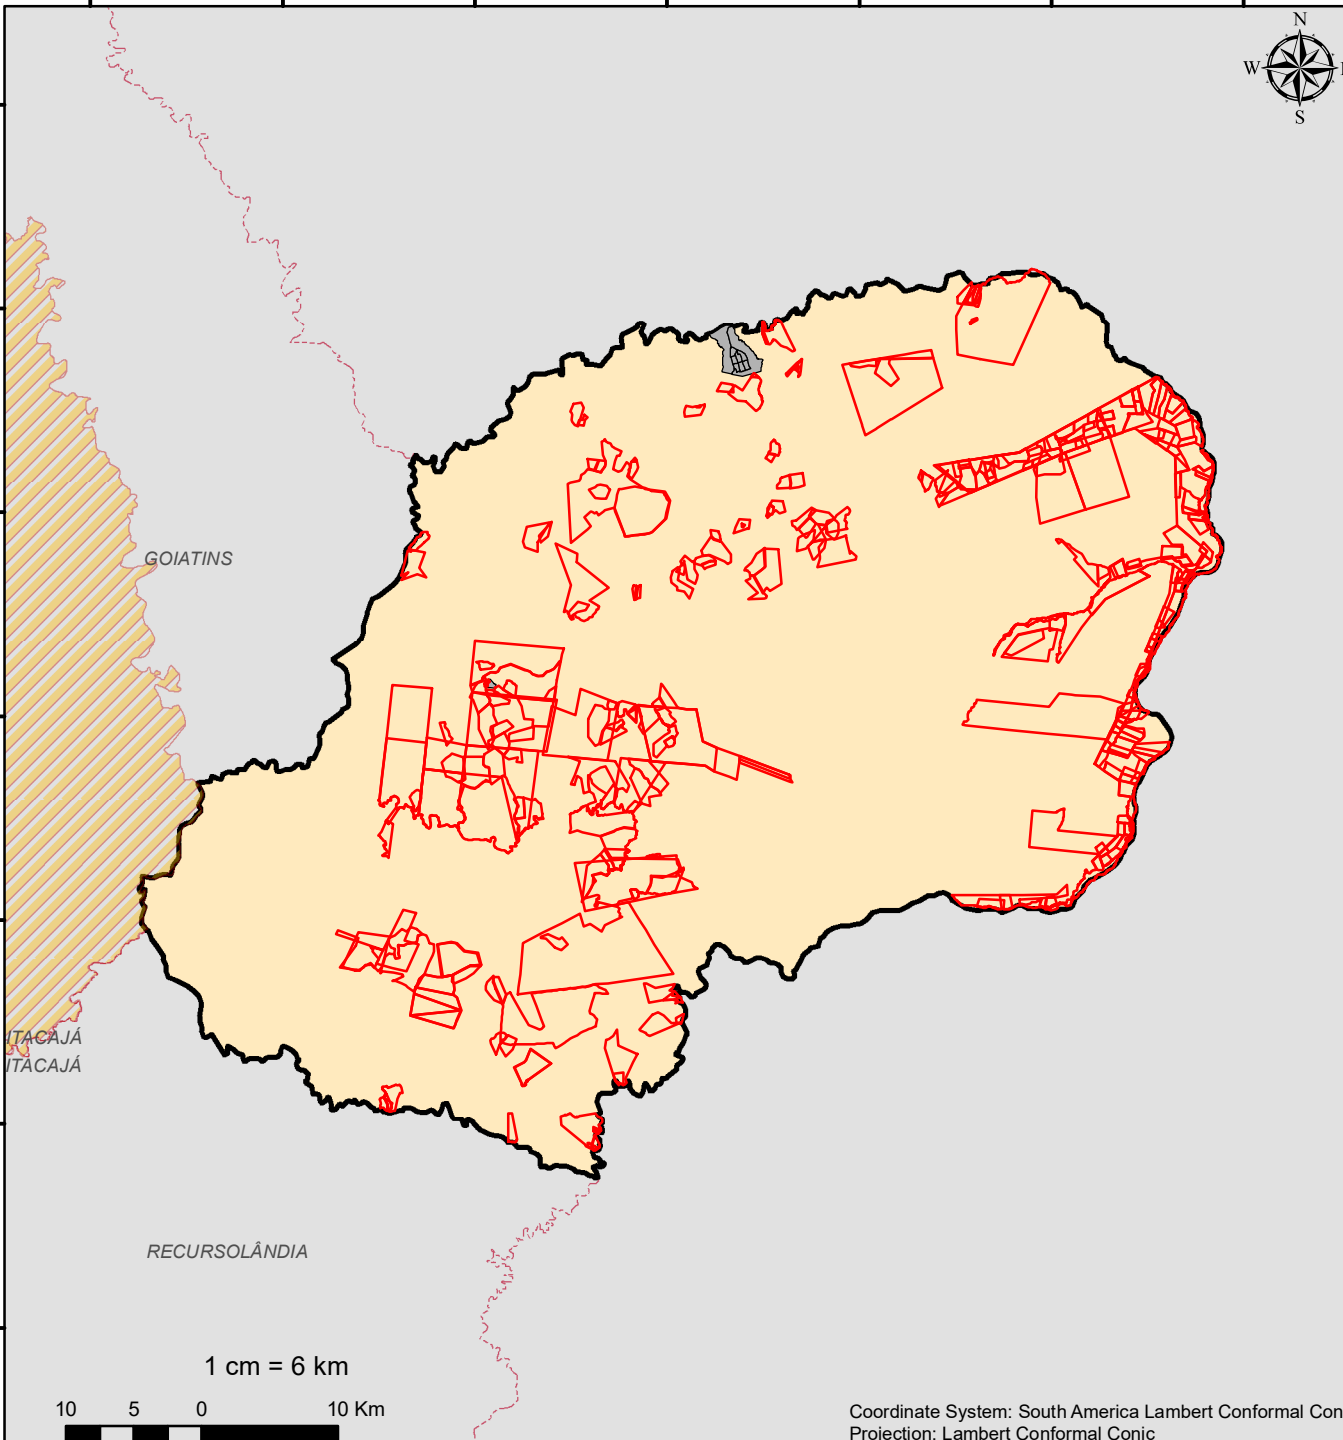 N
W
S
GOIATINS
ITACAJÁ
ITACAJÁ
RECURSOLÂNDIA
1 cm = 6 km
10 5 0 10 Km
Coordinate System: South America Lambert Conformal Con
Projection: Lambert Conformal Conic